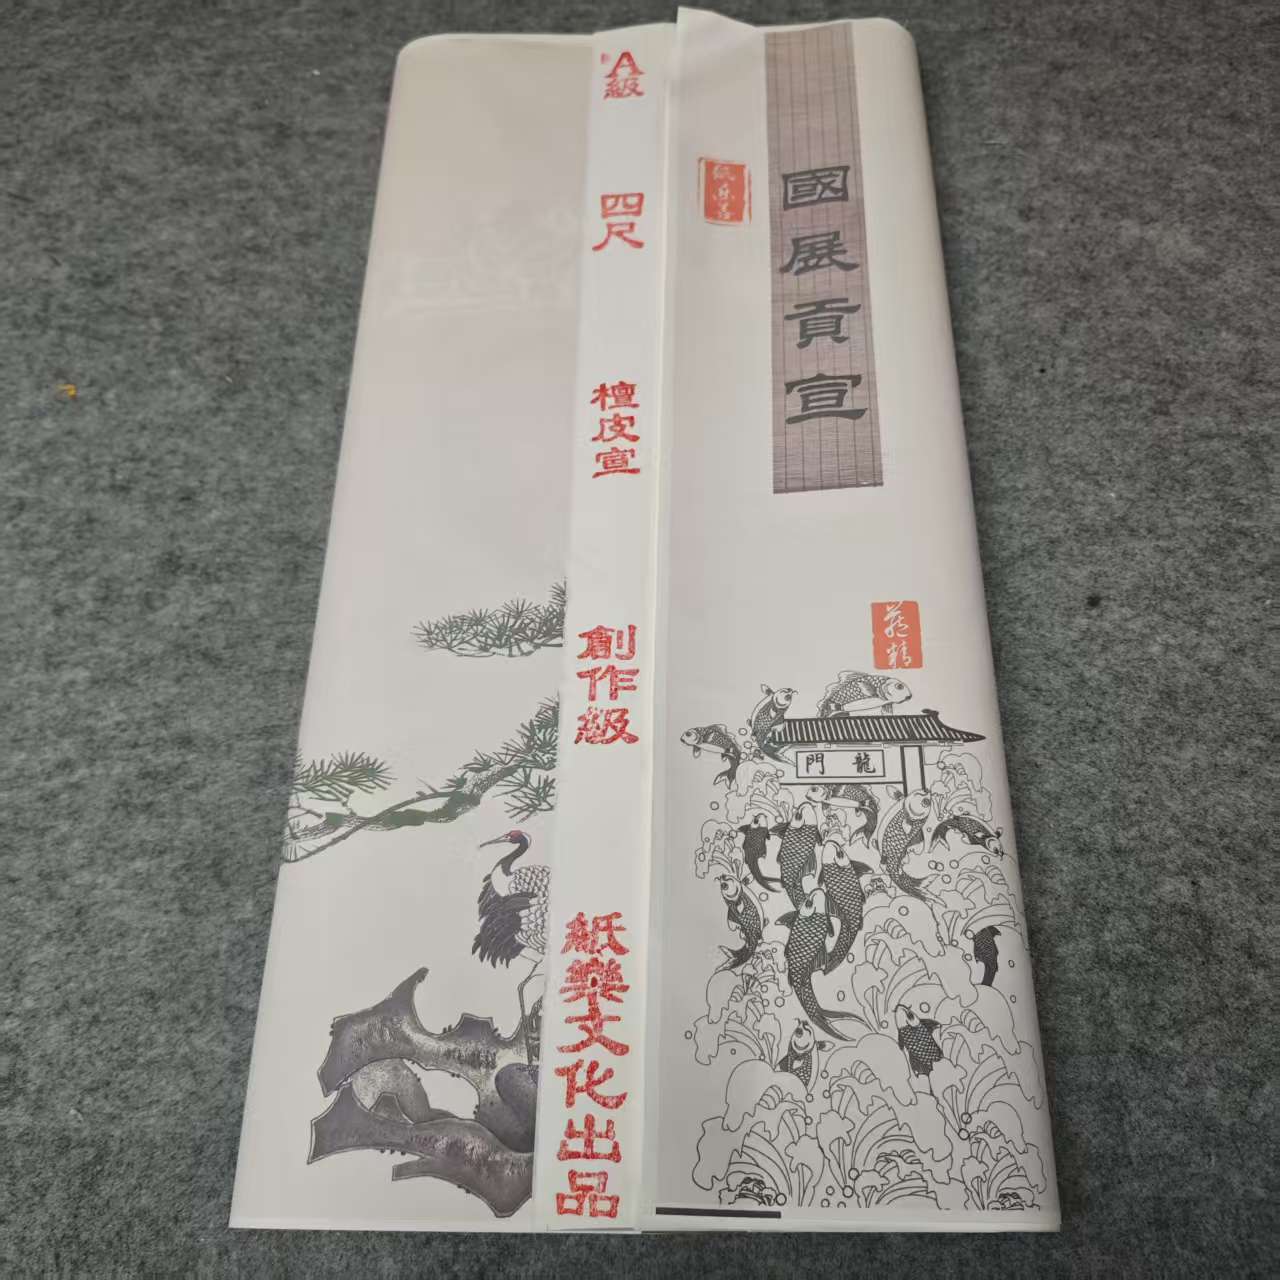 國展貢宣
A級
四尺
檀皮宣
創作級
紙樂文化出品
龍門